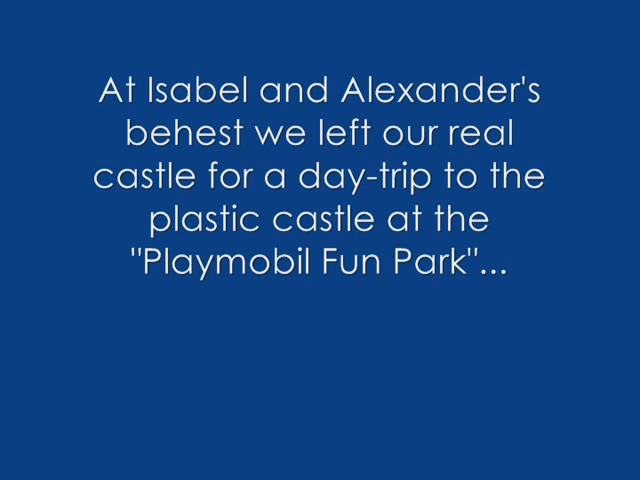 At Isabel and Alexander's
behest we left our real
castle for a day-trip to the
plastic castle at the
"Playmobil Fun Park"...